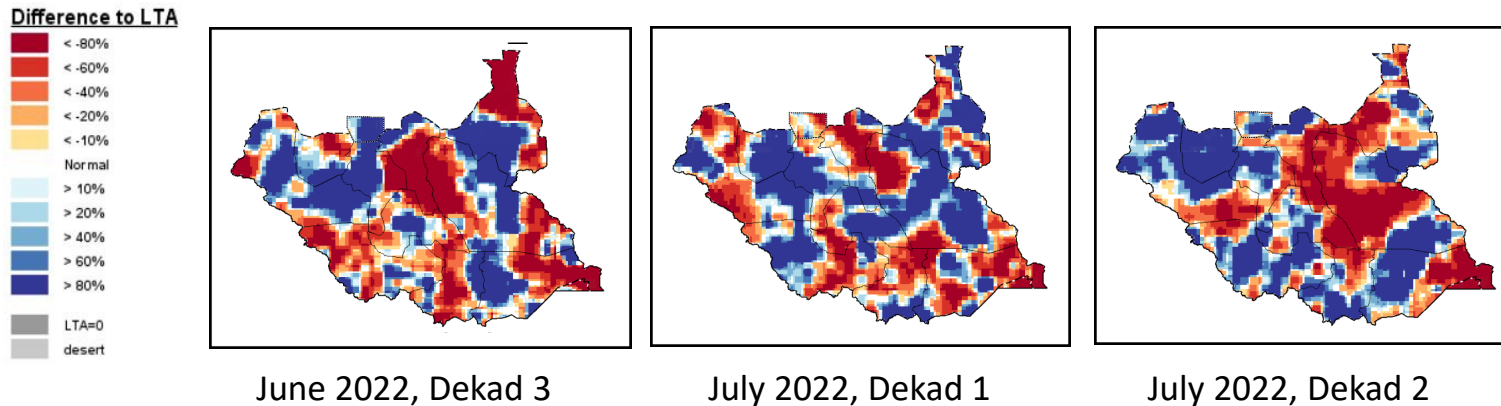 Difference to LTA
< -80%
< -60%
< -40%
< -20%
< -10%
Normal
> 10%
> 20%
> 40%
> 60%
> 80%
LTA=0
desert
June 2022, Dekad 3
July 2022, Dekad 1
July 2022, Dekad 2